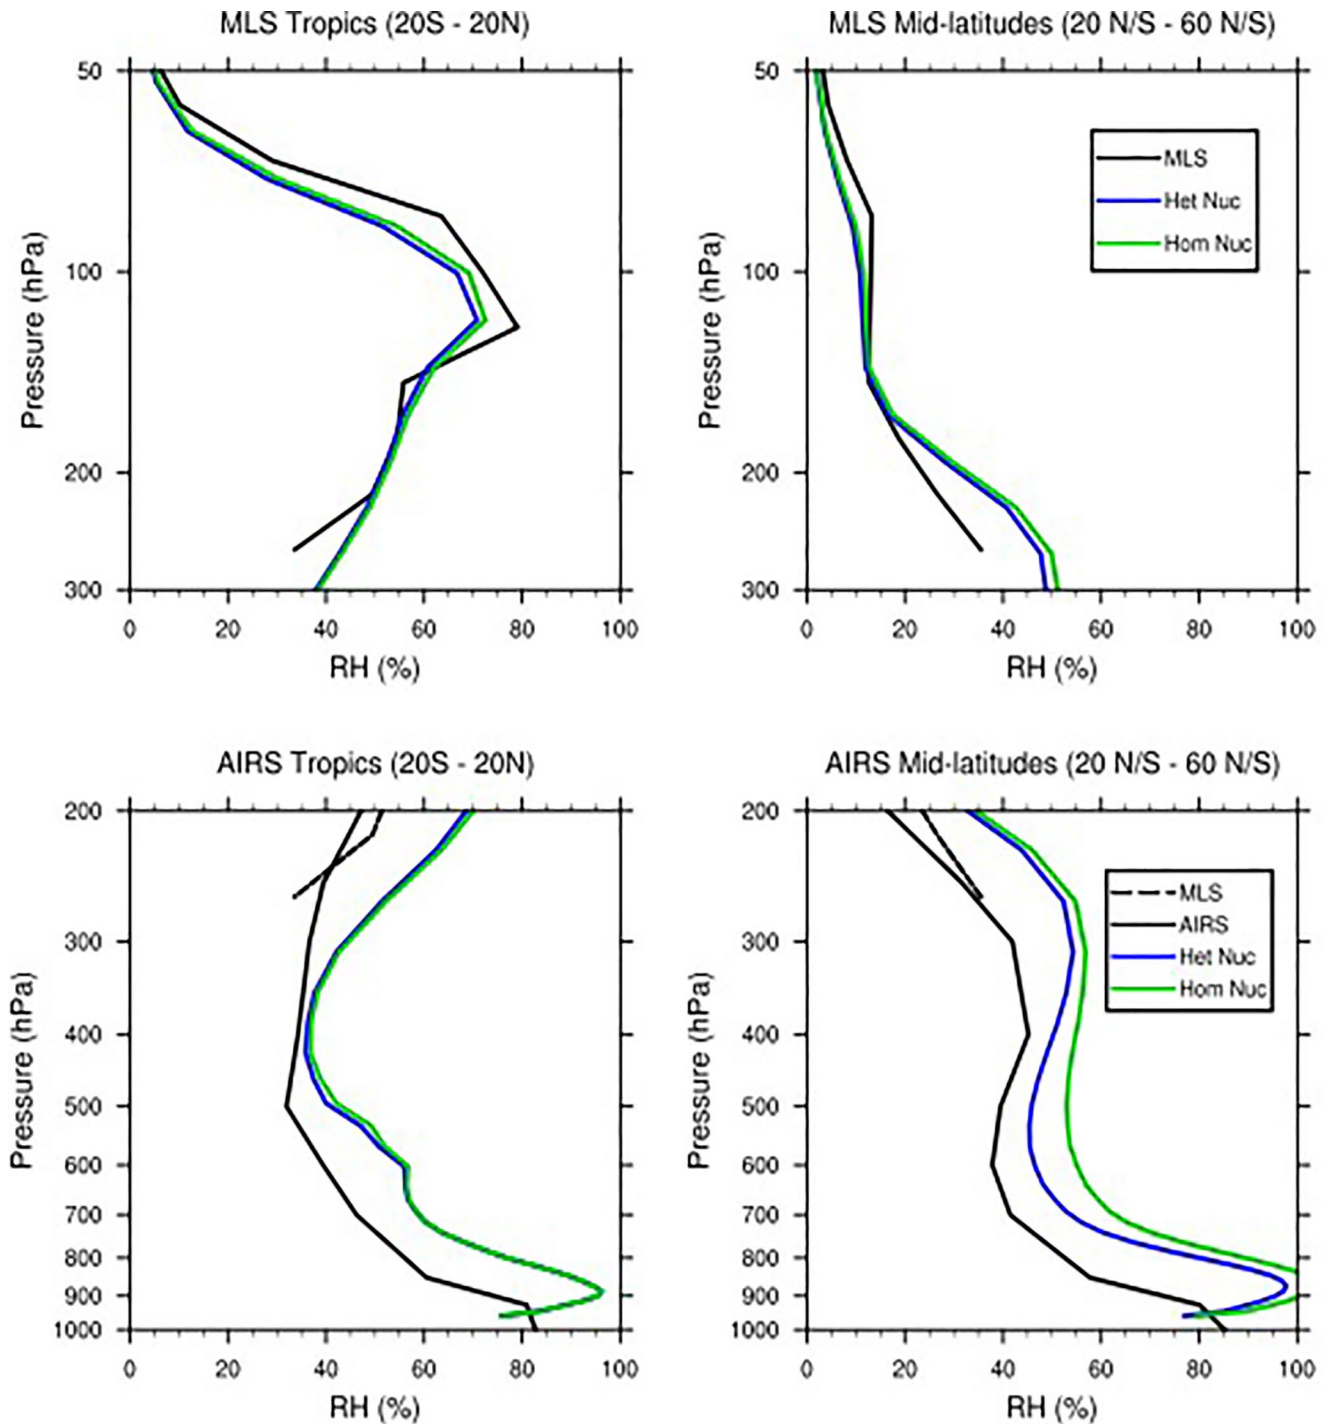 MLS Tropics (20S - 20N)
50
100
200
300
0 20 40 60 80 100
Pressure (hPa)
RH (%)
MLS Mid-latitudes (20 N/S - 60 N/S)
50
100
200
300
0 20 40 60 80 100
Pressure (hPa)
RH (%)
MLS
Het Nuc
Hom Nuc
AIRS Tropics (20S - 20N)
200
300
400
500
600
700
800
900
1000
0 20 40 60 80 100
Pressure (hPa)
RH (%)
AIRS Mid-latitudes (20 N/S - 60 N/S)
200
300
400
500
600
700
800
900
1000
0 20 40 60 80 100
Pressure (hPa)
RH (%)
MLS
AIRS
Het Nuc
Hom Nuc